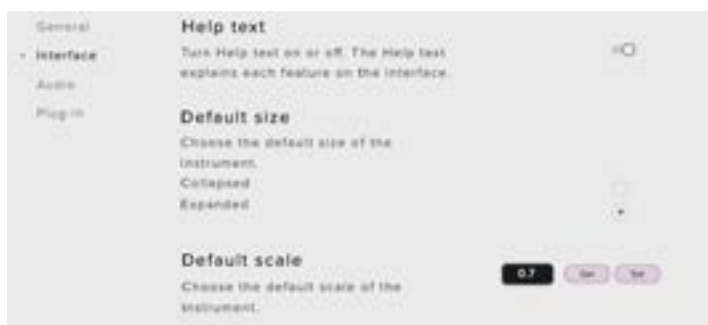 General
Interface
Audio
Plug-in
Help text
Turn Help text on or off. The Help text
explains each feature on the interface.
Default size
Choose the default size of the
instrument.
Collapsed
Expanded
Default scale
Choose the default scale of the
instrument.
0.7
Set